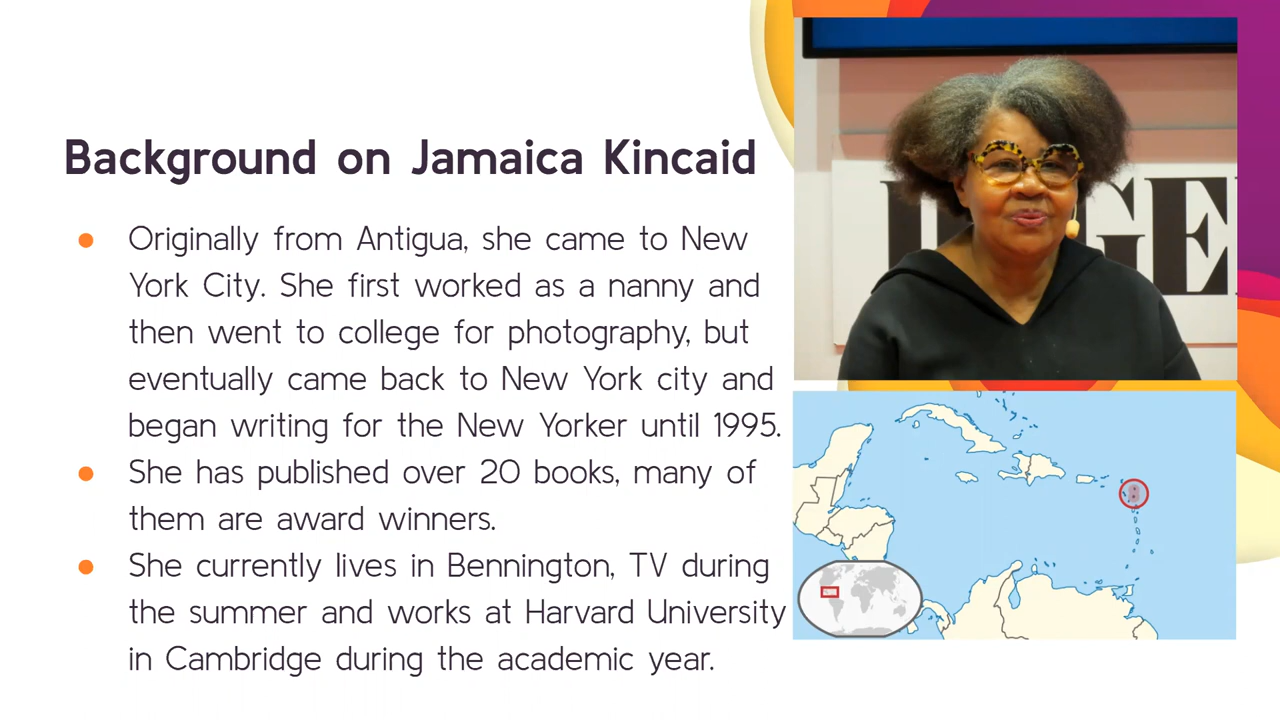 Background on Jamaica Kincaid
Originally from Antigua, she came to New
York City. She first worked as a nanny and
then went to college for photography, but
eventually came back to New York city and
began writing for the New Yorker until 1995.
She has published over 20 books, many of
them are award winners.
She currently lives in Bennington, TV during
the summer and works at Harvard University
in Cambridge during the academic year.